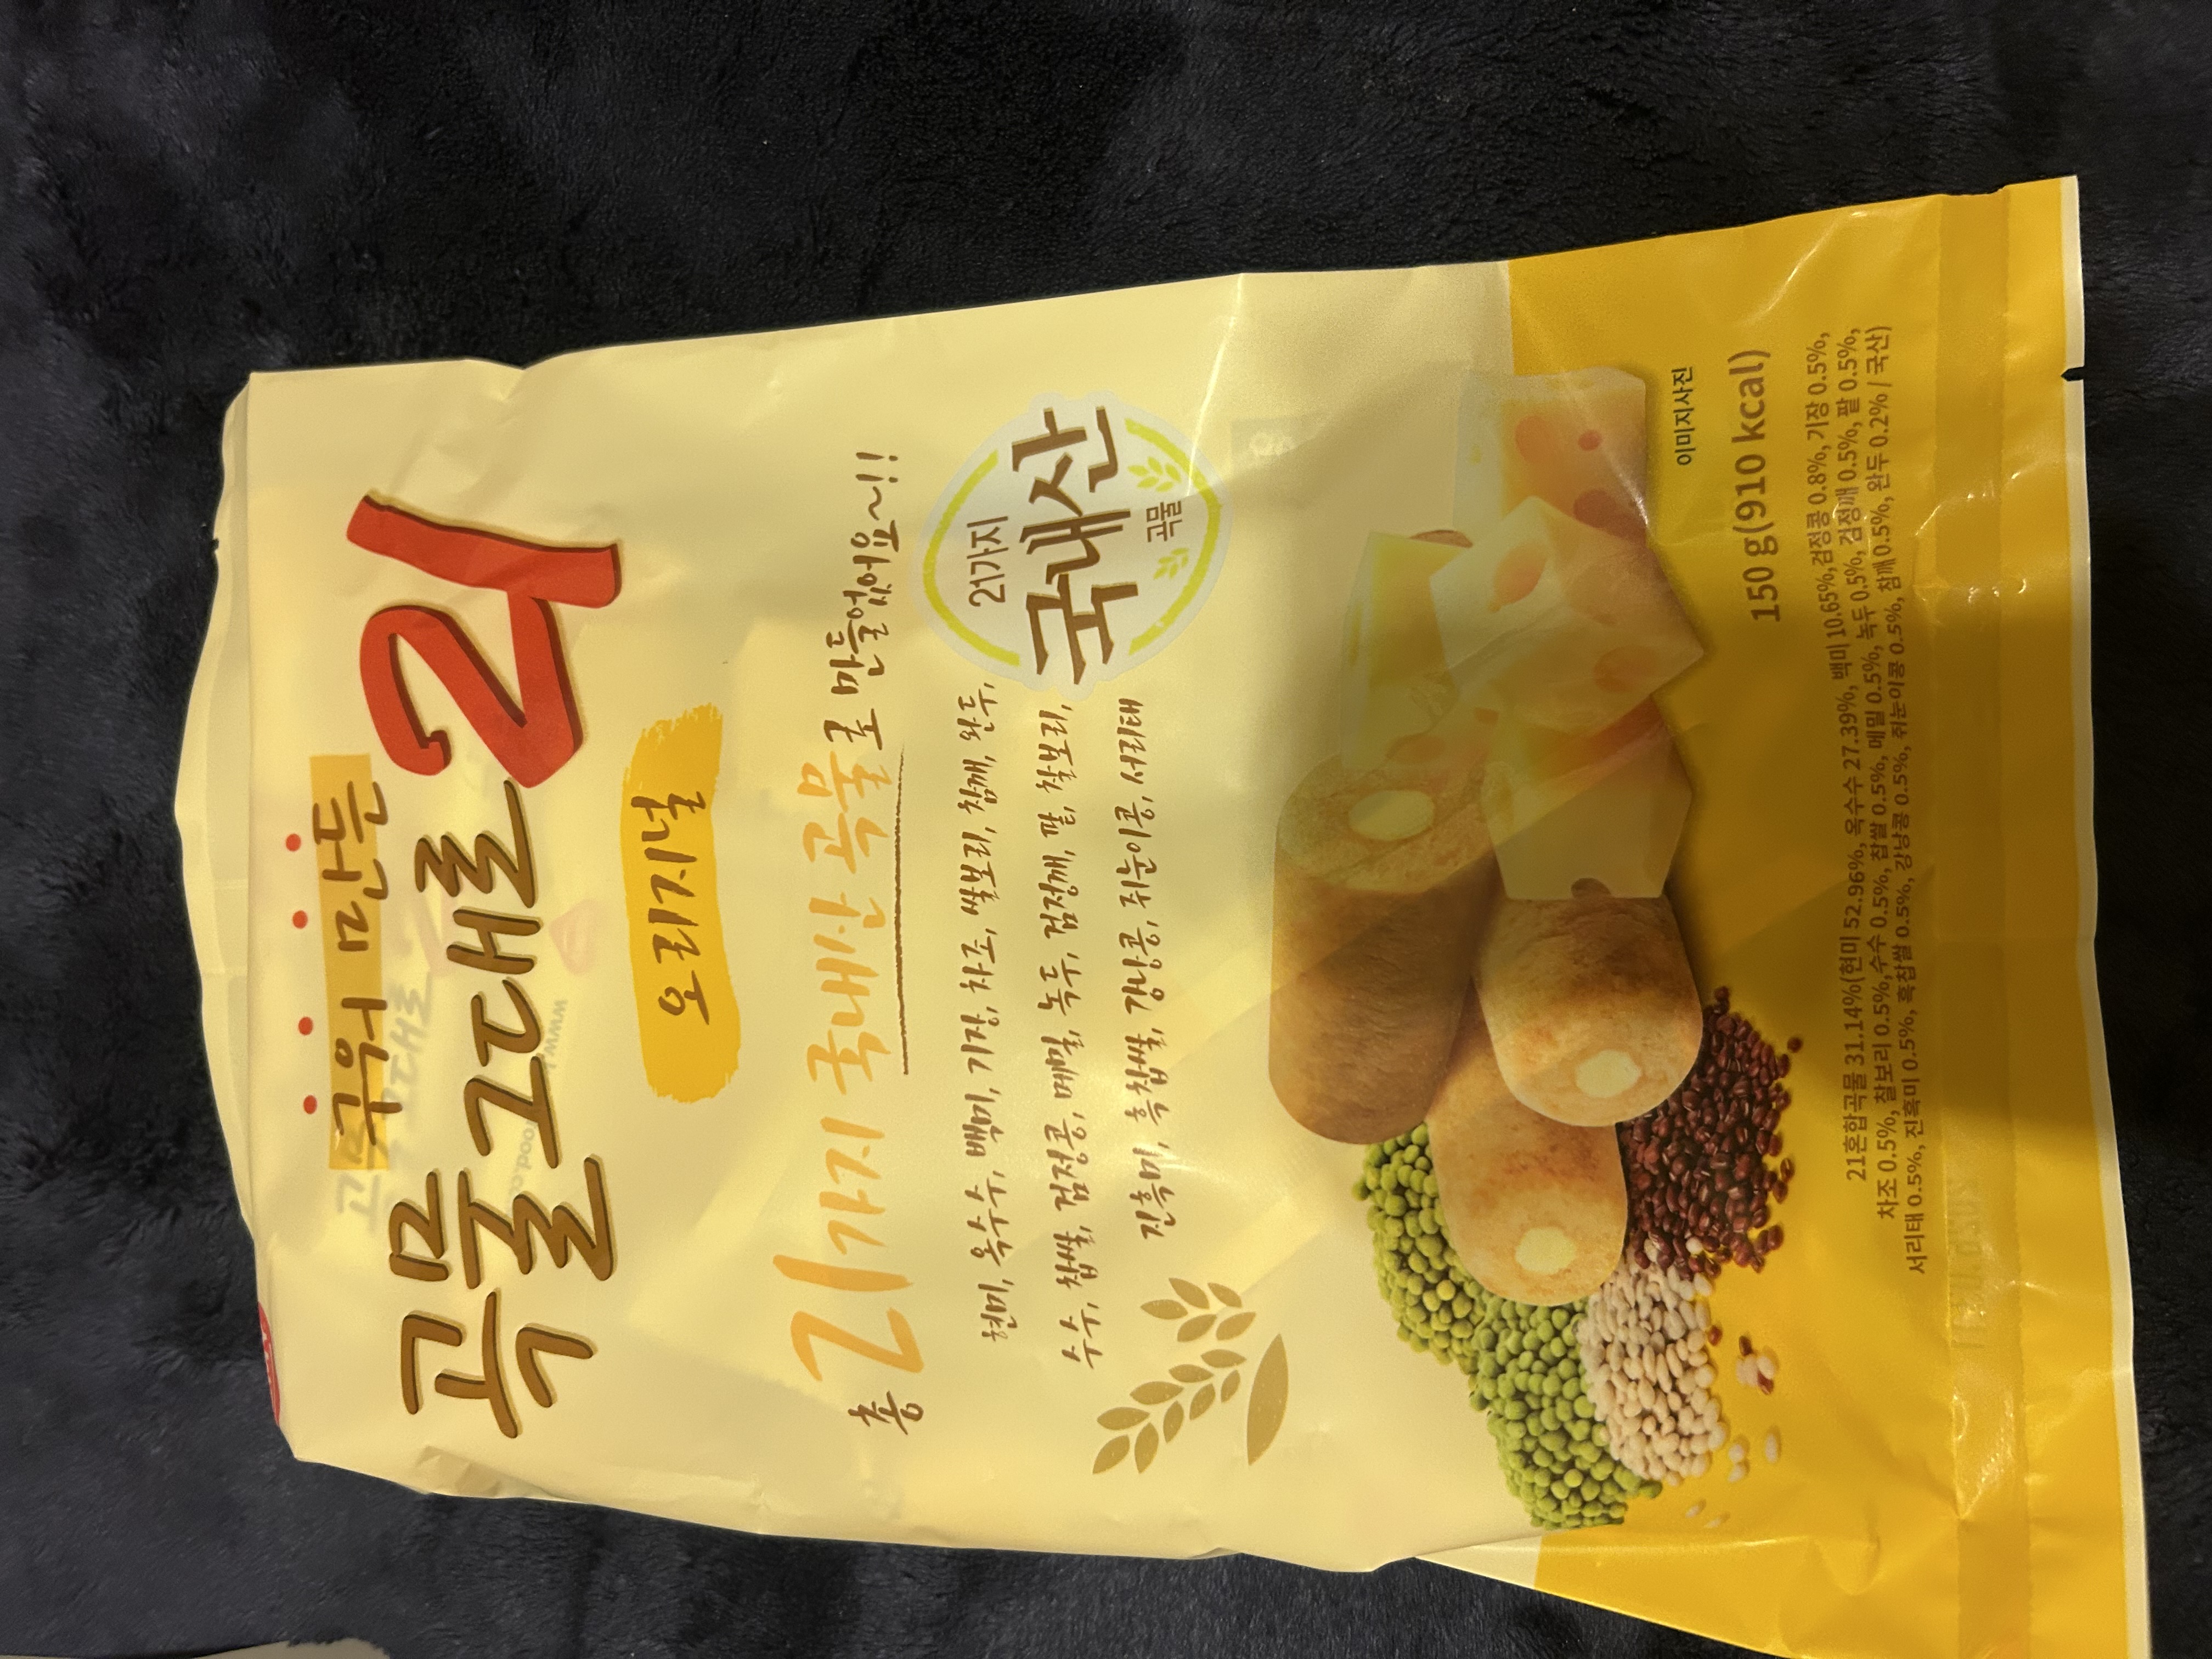 구워 만든
곡물그대로21
오리지널
총 21가지 국내산 곡물로 만들었어요~!!
현미, 옥수수, 백미, 기장, 차조, 쌀보리, 참깨, 완두,
수수, 찹쌀, 검정콩, 메밀, 녹두, 검정깨, 팥, 찰보리,
진흑미, 흑찹쌀, 강낭콩, 쥐눈이콩, 서리태
21가지
국내산
곡물
이미지사진
150 g(910 kcal)
21혼합곡물 31.14%(현미 52.96%, 옥수수 27.39%, 백미 10.65%,검정콩 0.8%, 기장 0.5%,
차조 0.5%, 찰보리 0.5%,수수 0.5%, 찹쌀 0.5%, 메밀 0.5%, 녹두 0.5%, 검정깨 0.5%, 팥 0.5%,
서리태 0.5%, 진흑미 0.5%, 흑찹쌀 0.5%, 강낭콩 0.5%, 쥐눈이콩 0.5%, 참깨 0.5%, 완두 0.2% / 국산)